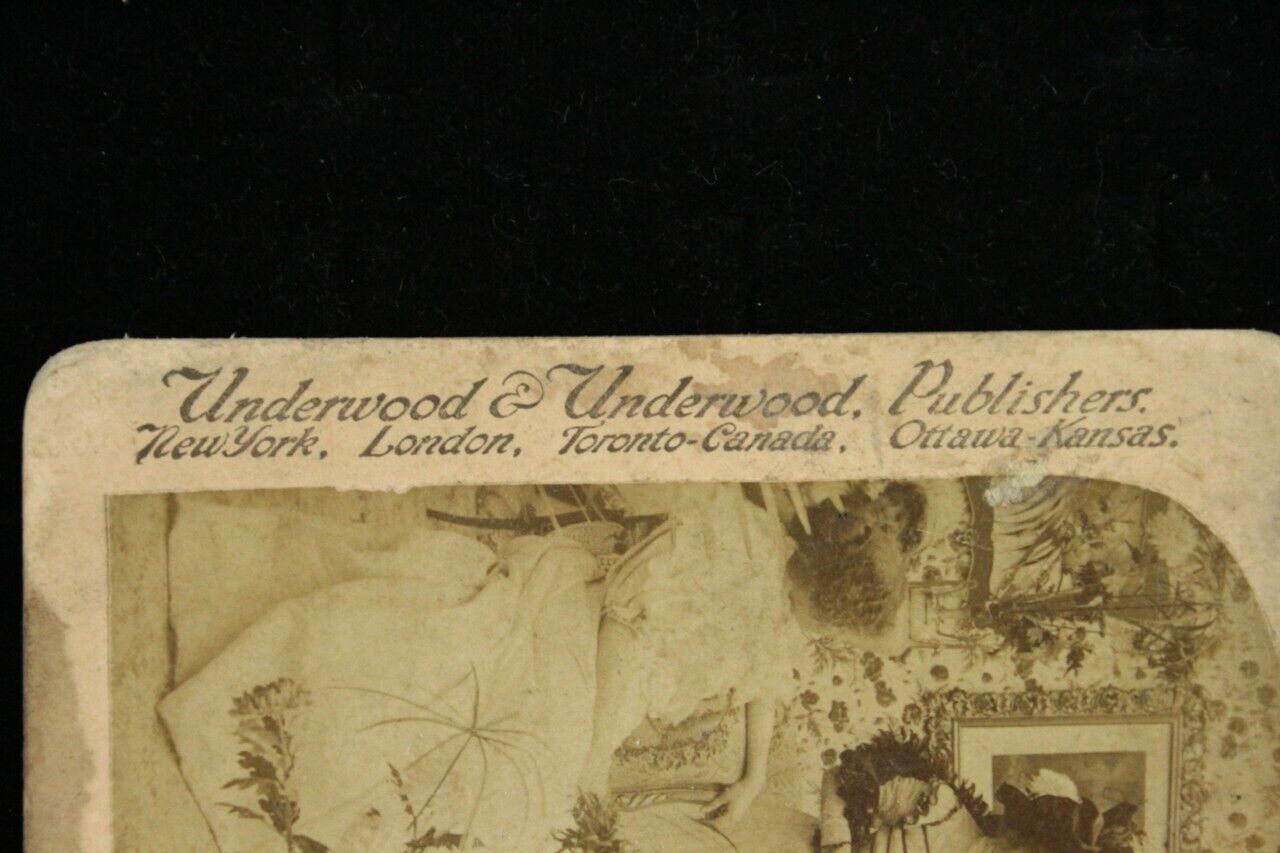 Underwood & Underwood, Publishers.
New York, London, Toronto-Canada, Ottawa-Kansas.